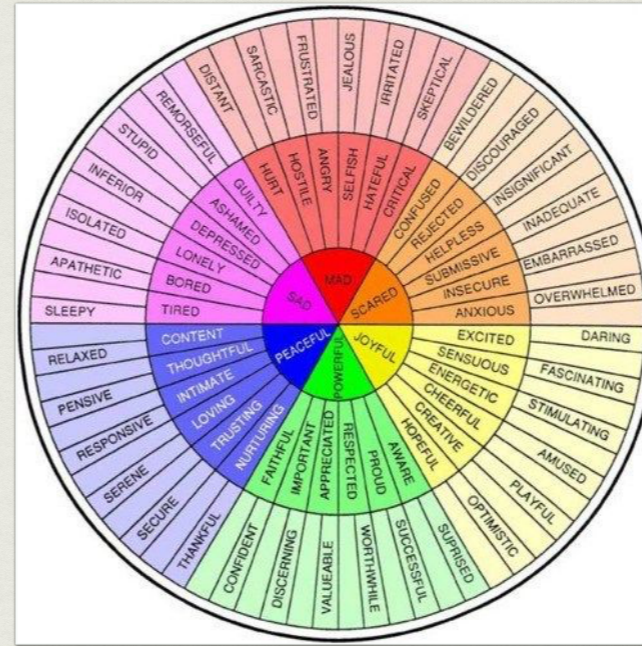 MAD
HURT
HOSTILE
ANGRY
SELFISH
HATEFUL
CRITICAL
DISTANT
SARCASTIC
FRUSTRATED
JEALOUS
IRRITATED
SKEPTICAL
SCARED
CONFUSED
REJECTED
HELPLESS
SUBMISSIVE
INSECURE
ANXIOUS
BEWILDERED
DISCOURAGED
INSIGNIFICANT
INADEQUATE
EMBARRASSED
OVERWHELMED
JOYFUL
EXCITED
SENSUOUS
ENERGETIC
CHEERFUL
CREATIVE
HOPEFUL
DARING
FASCINATING
STIMULATING
AMUSED
PLAYFUL
OPTIMISTIC
POWERFUL
AWARE
PROUD
RESPECTED
APPRECIATED
IMPORTANT
FAITHFUL
SUPRISED
SUCCESSFUL
WORTHWHILE
VALUEABLE
DISCERNING
CONFIDENT
PEACEFUL
NURTURING
TRUSTING
LOVING
INTIMATE
THOUGHTFUL
CONTENT
THANKFUL
SECURE
SERENE
RESPONSIVE
PENSIVE
RELAXED
SAD
TIRED
BORED
LONELY
DEPRESSED
ASHAMED
GUILTY
SLEEPY
APATHETIC
ISOLATED
INFERIOR
STUPID
REMORSEFUL